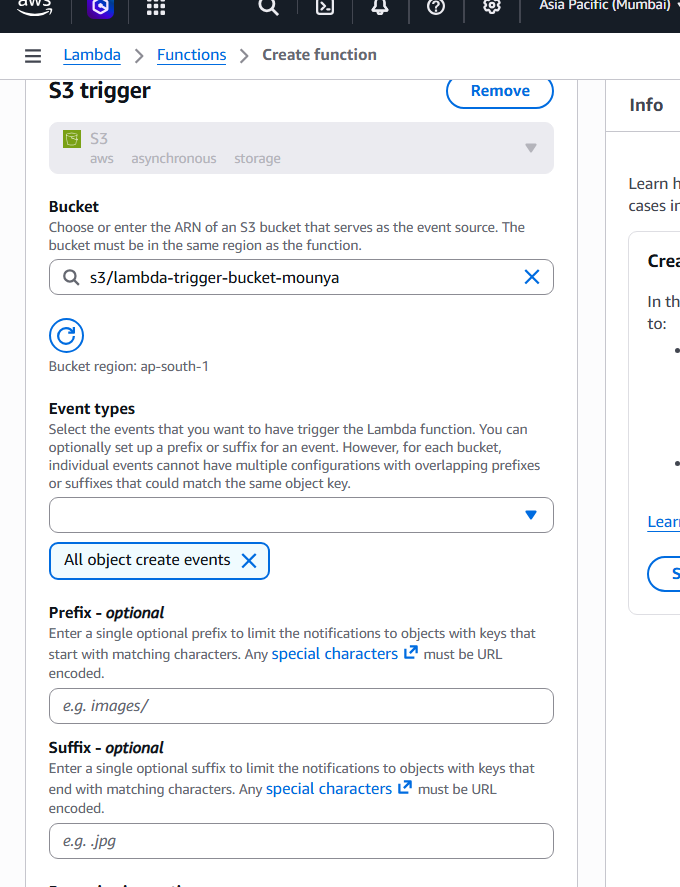 aws
Asia Pacific (Mumbai)
Lambda > Functions > Create function
S3 trigger
Remove
S3
aws asynchronous storage
Bucket
Choose or enter the ARN of an S3 bucket that serves as the event source. The
bucket must be in the same region as the function.
s3/lambda-trigger-bucket-mounya
Bucket region: ap-south-1
Event types
Select the events that you want to have trigger the Lambda function. You can
optionally set up a prefix or suffix for an event. However, for each bucket,
individual events cannot have multiple configurations with overlapping prefixes
or suffixes that could match the same object key.
All object create events
Prefix - optional
Enter a single optional prefix to limit the notifications to objects with keys that
start with matching characters. Any special characters must be URL
encoded.
e.g. images/
Suffix - optional
Enter a single optional suffix to limit the notifications to objects with keys that
end with matching characters. Any special characters must be URL
encoded.
e.g. .jpg
Info
Learn h
cases in
Crea
In th
to:
Lear
S